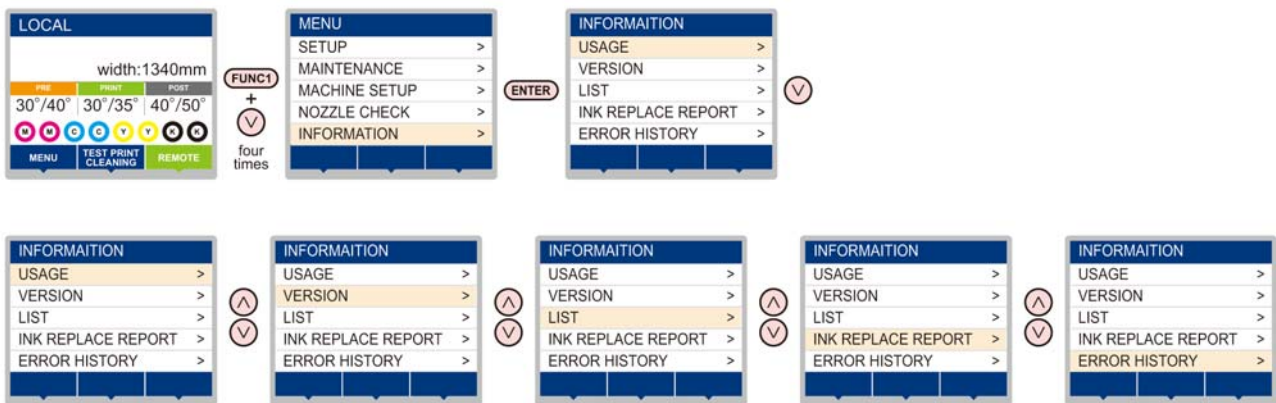 LOCAL
width:1340mm
PRE PRINT POST
30°/40° 30°/35° 40°/50°
M M C C Y Y K K
MENU TEST PRINT CLEANING REMOTE
FUNC1
+
four
times
MENU
SETUP >
MAINTENANCE >
MACHINE SETUP >
NOZZLE CHECK >
INFORMATION >
ENTER
INFORMAITION
USAGE >
VERSION >
LIST >
INK REPLACE REPORT >
ERROR HISTORY >
INFORMAITION
USAGE >
VERSION >
LIST >
INK REPLACE REPORT >
ERROR HISTORY >
INFORMAITION
USAGE >
VERSION >
LIST >
INK REPLACE REPORT >
ERROR HISTORY >
INFORMAITION
USAGE >
VERSION >
LIST >
INK REPLACE REPORT >
ERROR HISTORY >
INFORMAITION
USAGE >
VERSION >
LIST >
INK REPLACE REPORT >
ERROR HISTORY >
INFORMAITION
USAGE >
VERSION >
LIST >
INK REPLACE REPORT >
ERROR HISTORY >